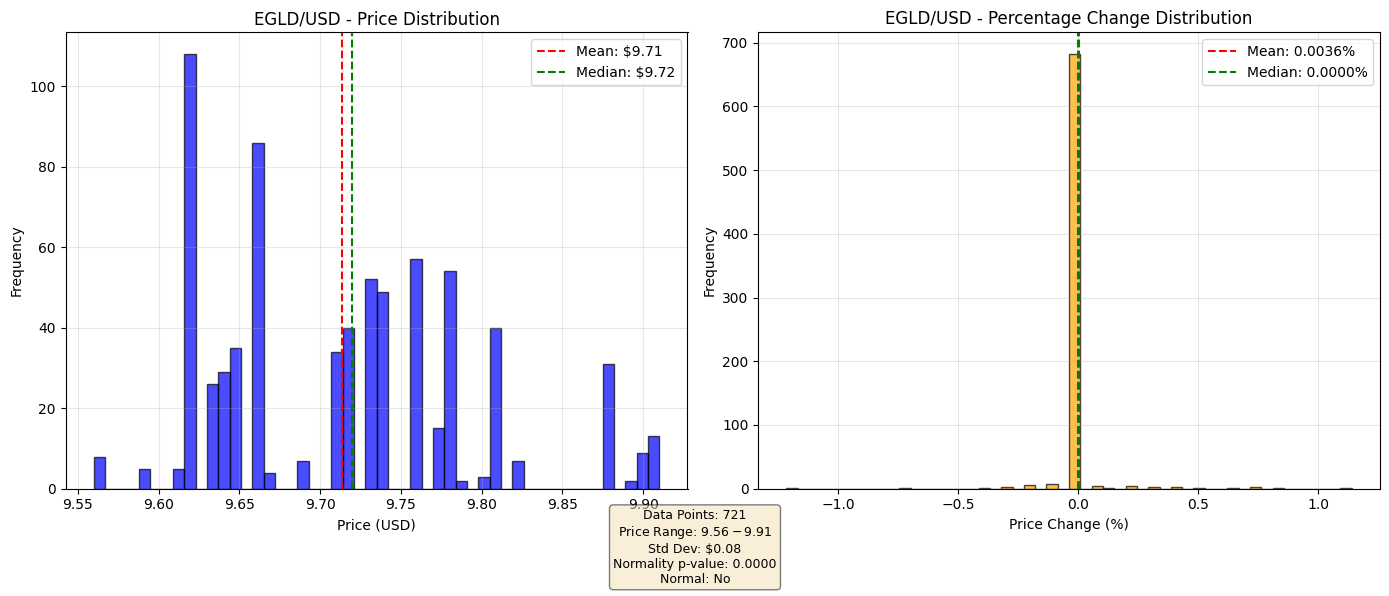 EGLD/USD - Price Distribution
Frequency
0
20
40
60
80
100
9.55
9.60
9.65
9.70
9.75
9.80
9.85
9.90
Price (USD)
Mean: $9.71
Median: $9.72
EGLD/USD - Percentage Change Distribution
Frequency
0
100
200
300
400
500
600
700
−1.0
−0.5
0.0
0.5
1.0
Price Change (%)
Mean: 0.0036%
Median: 0.0000%
Data Points: 721
Price Range: 9.56 − 9.91
Std Dev: $0.08
Normality p-value: 0.0000
Normal: No